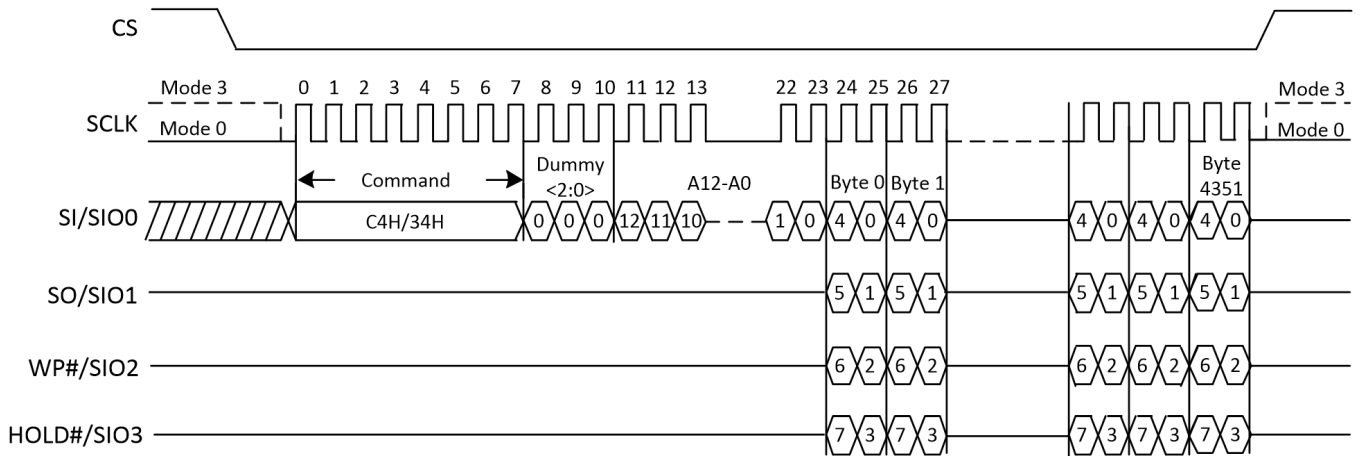 CS
Mode 3 0 1 2 3 4 5 6 7 8 9 10 11 12 13 22 23 24 25 26 27 Mode 3
SCLK
Mode 0 Mode 0
Command Dummy <2:0> A12-A0 Byte 0 Byte 1 Byte 4351
SI/SIO0 C4H/34H 0 0 0 12 11 10 1 0 4 0 4 0 4 0 4 0 4 0
SO/SIO1 5 1 5 1 5 1 5 1 5 1
WP#/SIO2 6 2 6 2 6 2 6 2 6 2
HOLD#/SIO3 7 3 7 3 7 3 7 3 7 3